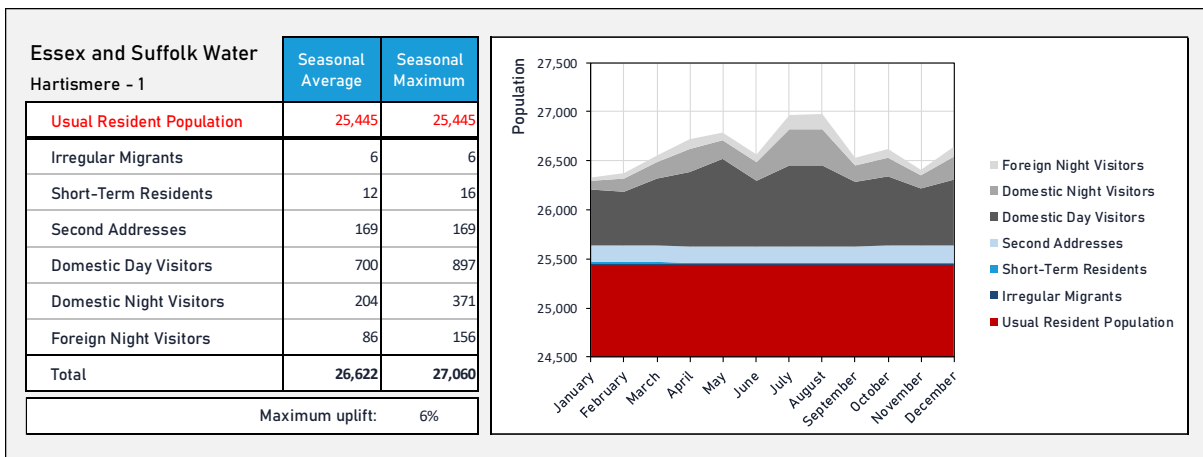 Essex and Suffolk Water
Hartismere - 1
Seasonal Average
Seasonal Maximum
Usual Resident Population 25,445 25,445
Irregular Migrants 6 6
Short-Term Residents 12 16
Second Addresses 169 169
Domestic Day Visitors 700 897
Domestic Night Visitors 204 371
Foreign Night Visitors 86 156
Total 26,622 27,060
Maximum uplift: 6%
Population
27,500
27,000
26,500
26,000
25,500
25,000
24,500
January
February
March
April
May
June
July
August
September
October
November
December
Foreign Night Visitors
Domestic Night Visitors
Domestic Day Visitors
Second Addresses
Short-Term Residents
Irregular Migrants
Usual Resident Population